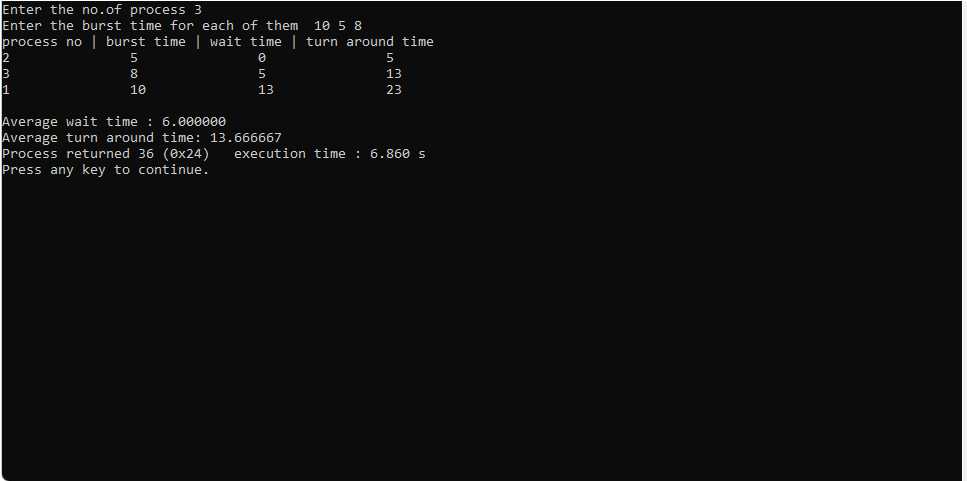 Enter the no.of process 3
Enter the burst time for each of them  10 5 8
process no | burst time | wait time | turn around time
2               5               0               5
3               8               5               13
1               10              13              23
Average wait time : 6.000000
Average turn around time: 13.666667
Process returned 36 (0x24)   execution time : 6.860 s
Press any key to continue.